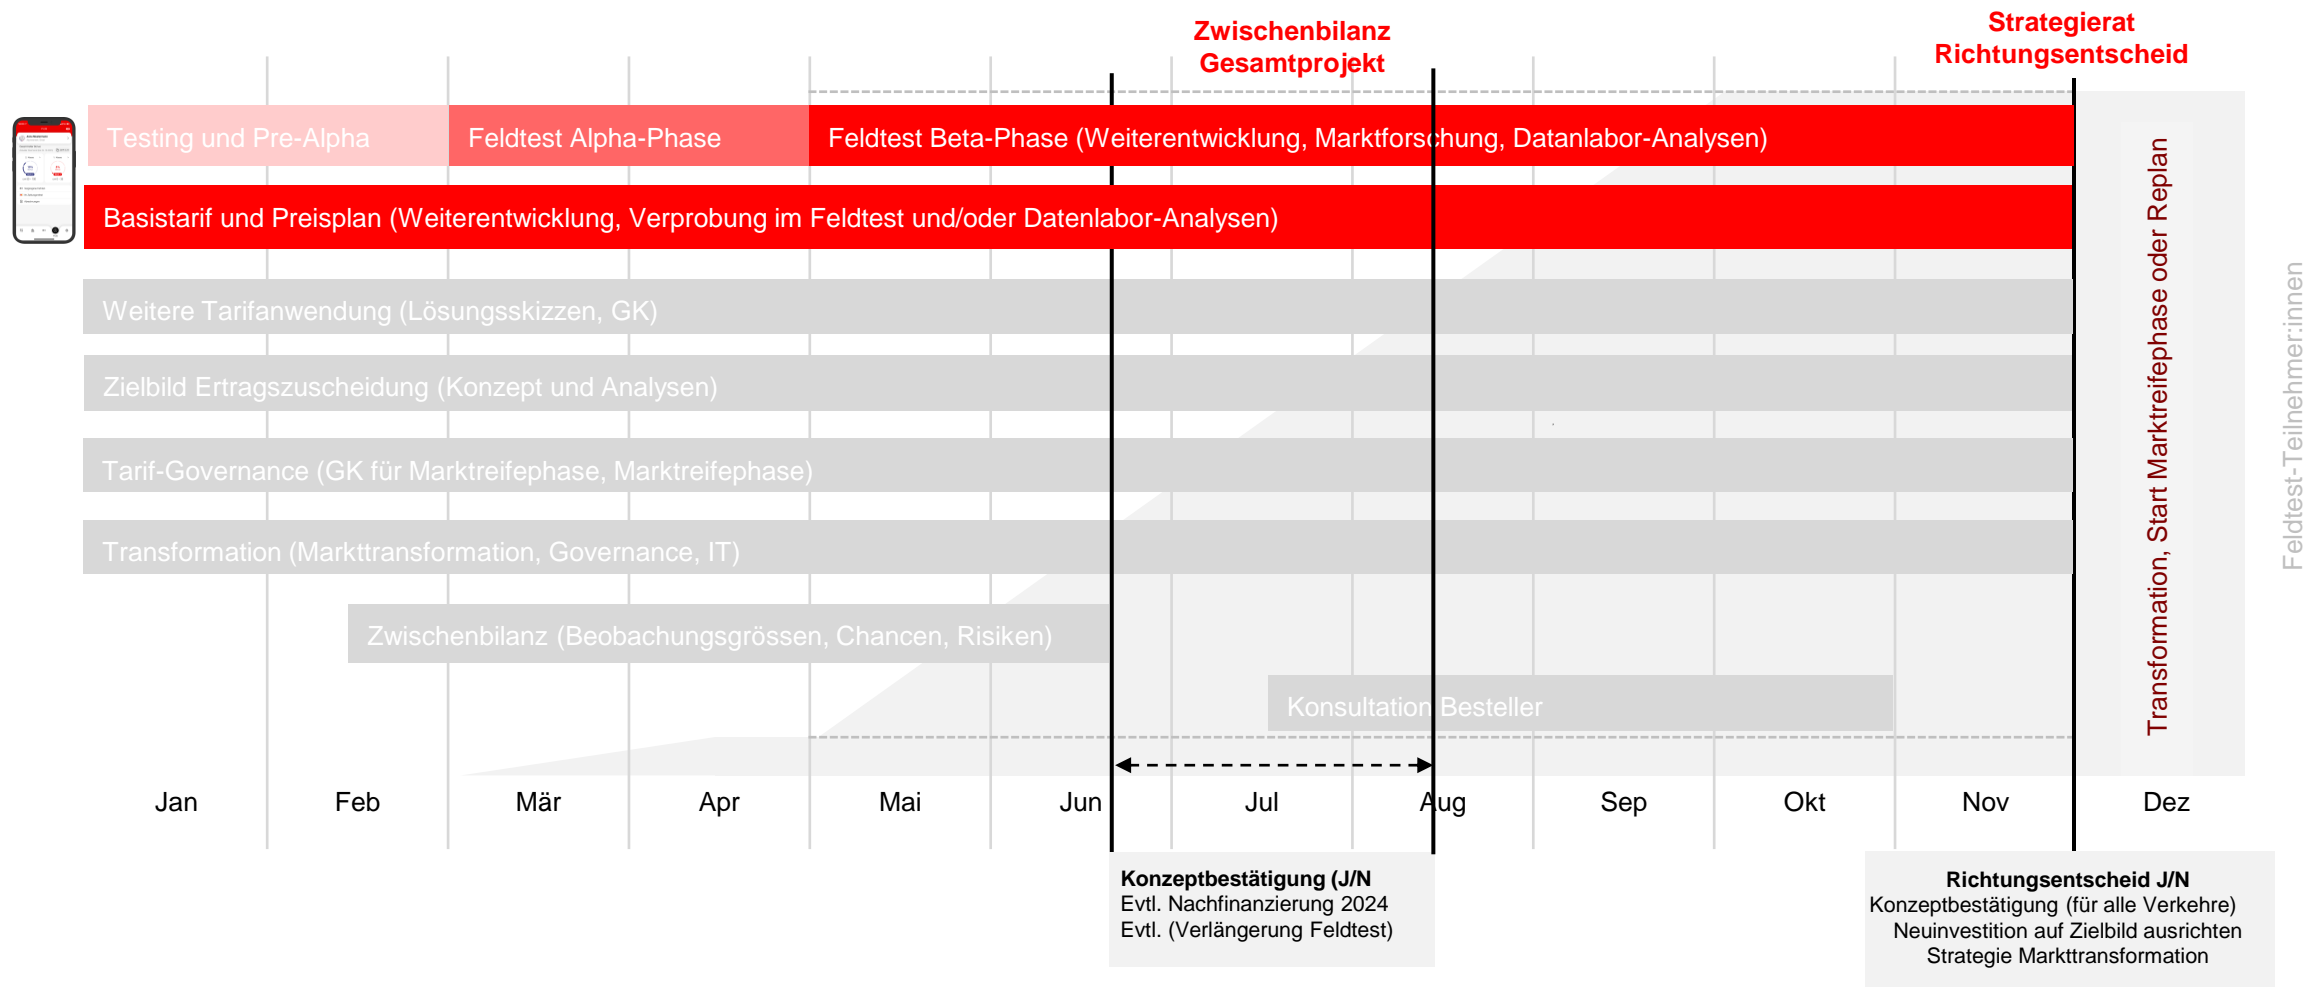 Zwischenbilanz
Gesamtprojekt
Strategierat
Richtungsentscheid
Testing und Pre-Alpha
Feldtest Alpha-Phase
Feldtest Beta-Phase (Weiterentwicklung, Marktforschung, Datanlabor-Analysen)
Basistarif und Preisplan (Weiterentwicklung, Verprobung im Feldtest und/oder Datenlabor-Analysen)
Weitere Tarifanwendung (Lösungsskizzen, GK)
Zielbild Ertragszuscheidung (Konzept und Analysen)
Tarif-Governance (GK für Marktreifephase, Marktreifephase)
Transformation (Markttransformation, Governance, IT)
Zwischenbilanz (Beobachungsgrössen, Chancen, Risiken)
Konsultation Besteller
Transformation, Start Marktreifephase oder Replan
Feldtest-Teilnehmer:innen
Jan
Feb
Mär
Apr
Mai
Jun
Jul
Aug
Sep
Okt
Nov
Dez
Konzeptbestätigung (J/N
Evtl. Nachfinanzierung 2024
Evtl. (Verlängerung Feldtest)
Richtungsentscheid J/N
Konzeptbestätigung (für alle Verkehre)
Neuinvestition auf Zielbild ausrichten
Strategie Markttransformation